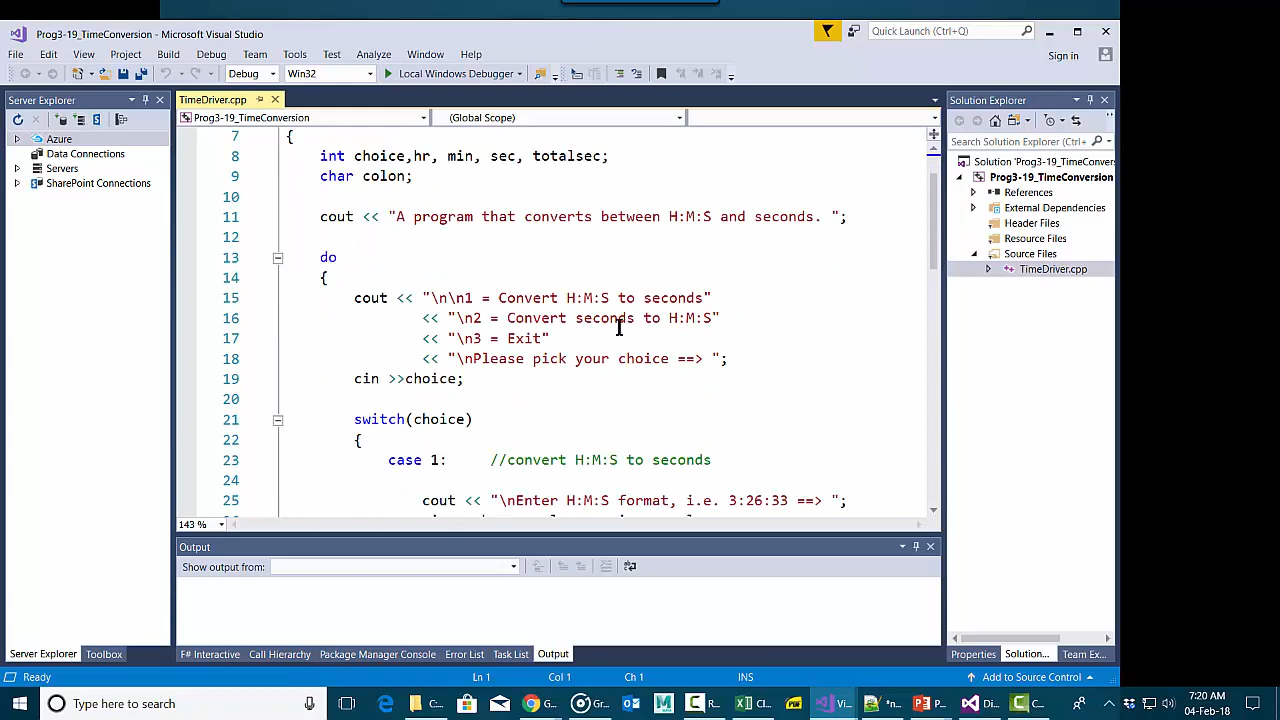 Prog3-19_TimeConversion - Microsoft Visual Studio
Quick Launch (Ctrl+Q)
File Edit View Project Build Debug Team Tools Test Analyze Window Help
Sign in
Debug Win32 Local Windows Debugger
Server Explorer
Azure
Data Connections
Servers
SharePoint Connections
TimeDriver.cpp
Prog3-19_TimeConversion (Global Scope)
7 {
8 int choice,hr, min, sec, totalsec;
9 char colon;
10
11 cout << "A program that converts between H:M:S and seconds. ";
12
13 do
14 {
15 cout << "\n\n1 = Convert H:M:S to seconds"
16 << "\n2 = Convert seconds to H:M:S"
17 << "\n3 = Exit"
18 << "\nPlease pick your choice ==> ";
19 cin >>choice;
20
21 switch(choice)
22 {
23 case 1: //convert H:M:S to seconds
24
25 cout << "\nEnter H:M:S format, i.e. 3:26:33 ==> ";
143 %
Output
Show output from:
Solution Explorer
Search Solution Explorer (Ctrl+
Solution 'Prog3-19_TimeConvers
Prog3-19_TimeConversion
References
External Dependencies
Header Files
Resource Files
Source Files
TimeDriver.cpp
Server Explorer Toolbox
F# Interactive Call Hierarchy Package Manager Console Error List Task List Output
Properties Solution... Team Ex...
Ready Ln 1 Col 1 Ch 1 INS Add to Source Control
Type here to search
C... G... Gr... R... Cl... Vi... *n... P... Di... C...
7:20 AM
04-Feb-18